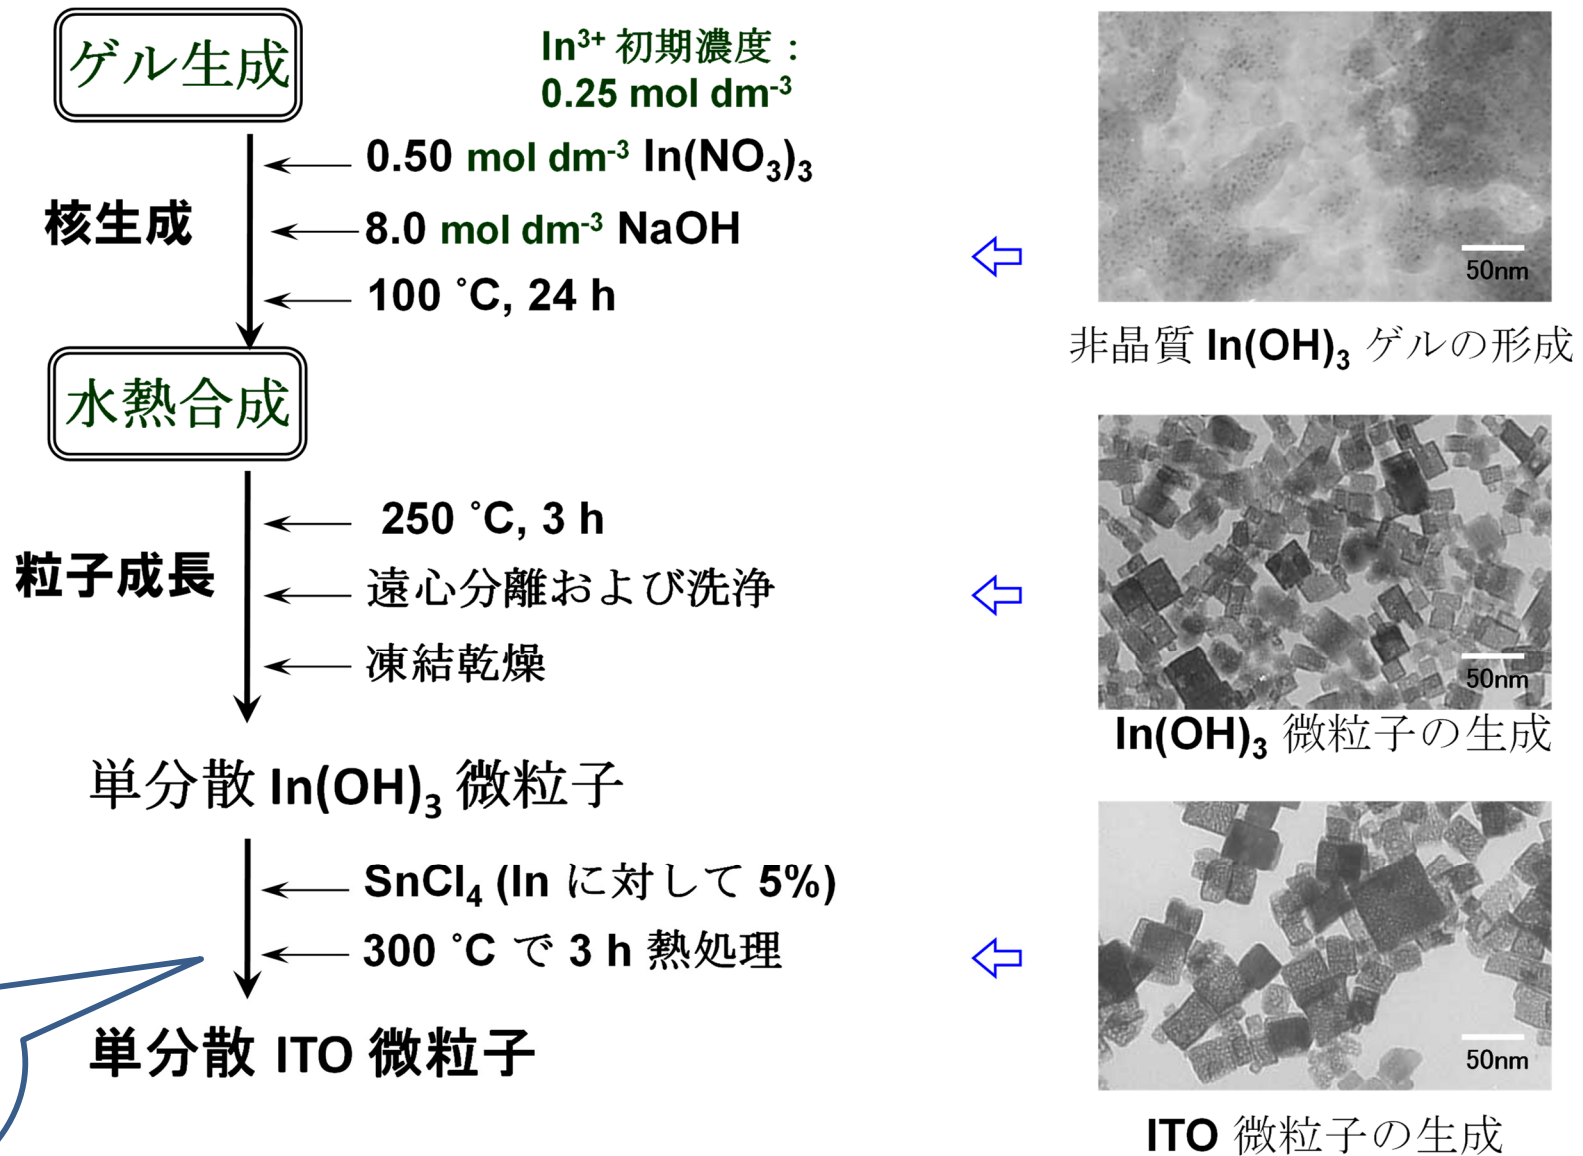 ゲル生成
In³⁺ 初期濃度：
0.25 mol dm⁻³
0.50 mol dm⁻³ In(NO₃)₃
核生成
8.0 mol dm⁻³ NaOH
100 ˚C, 24 h
水熱合成
250 ˚C, 3 h
粒子成長
遠心分離および洗浄
凍結乾燥
単分散 In(OH)₃ 微粒子
SnCl₄ (In に対して 5%)
300 ˚C で 3 h 熱処理
単分散 ITO 微粒子
50nm
非晶質 In(OH)₃ ゲルの形成
50nm
In(OH)₃ 微粒子の生成
50nm
ITO 微粒子の生成